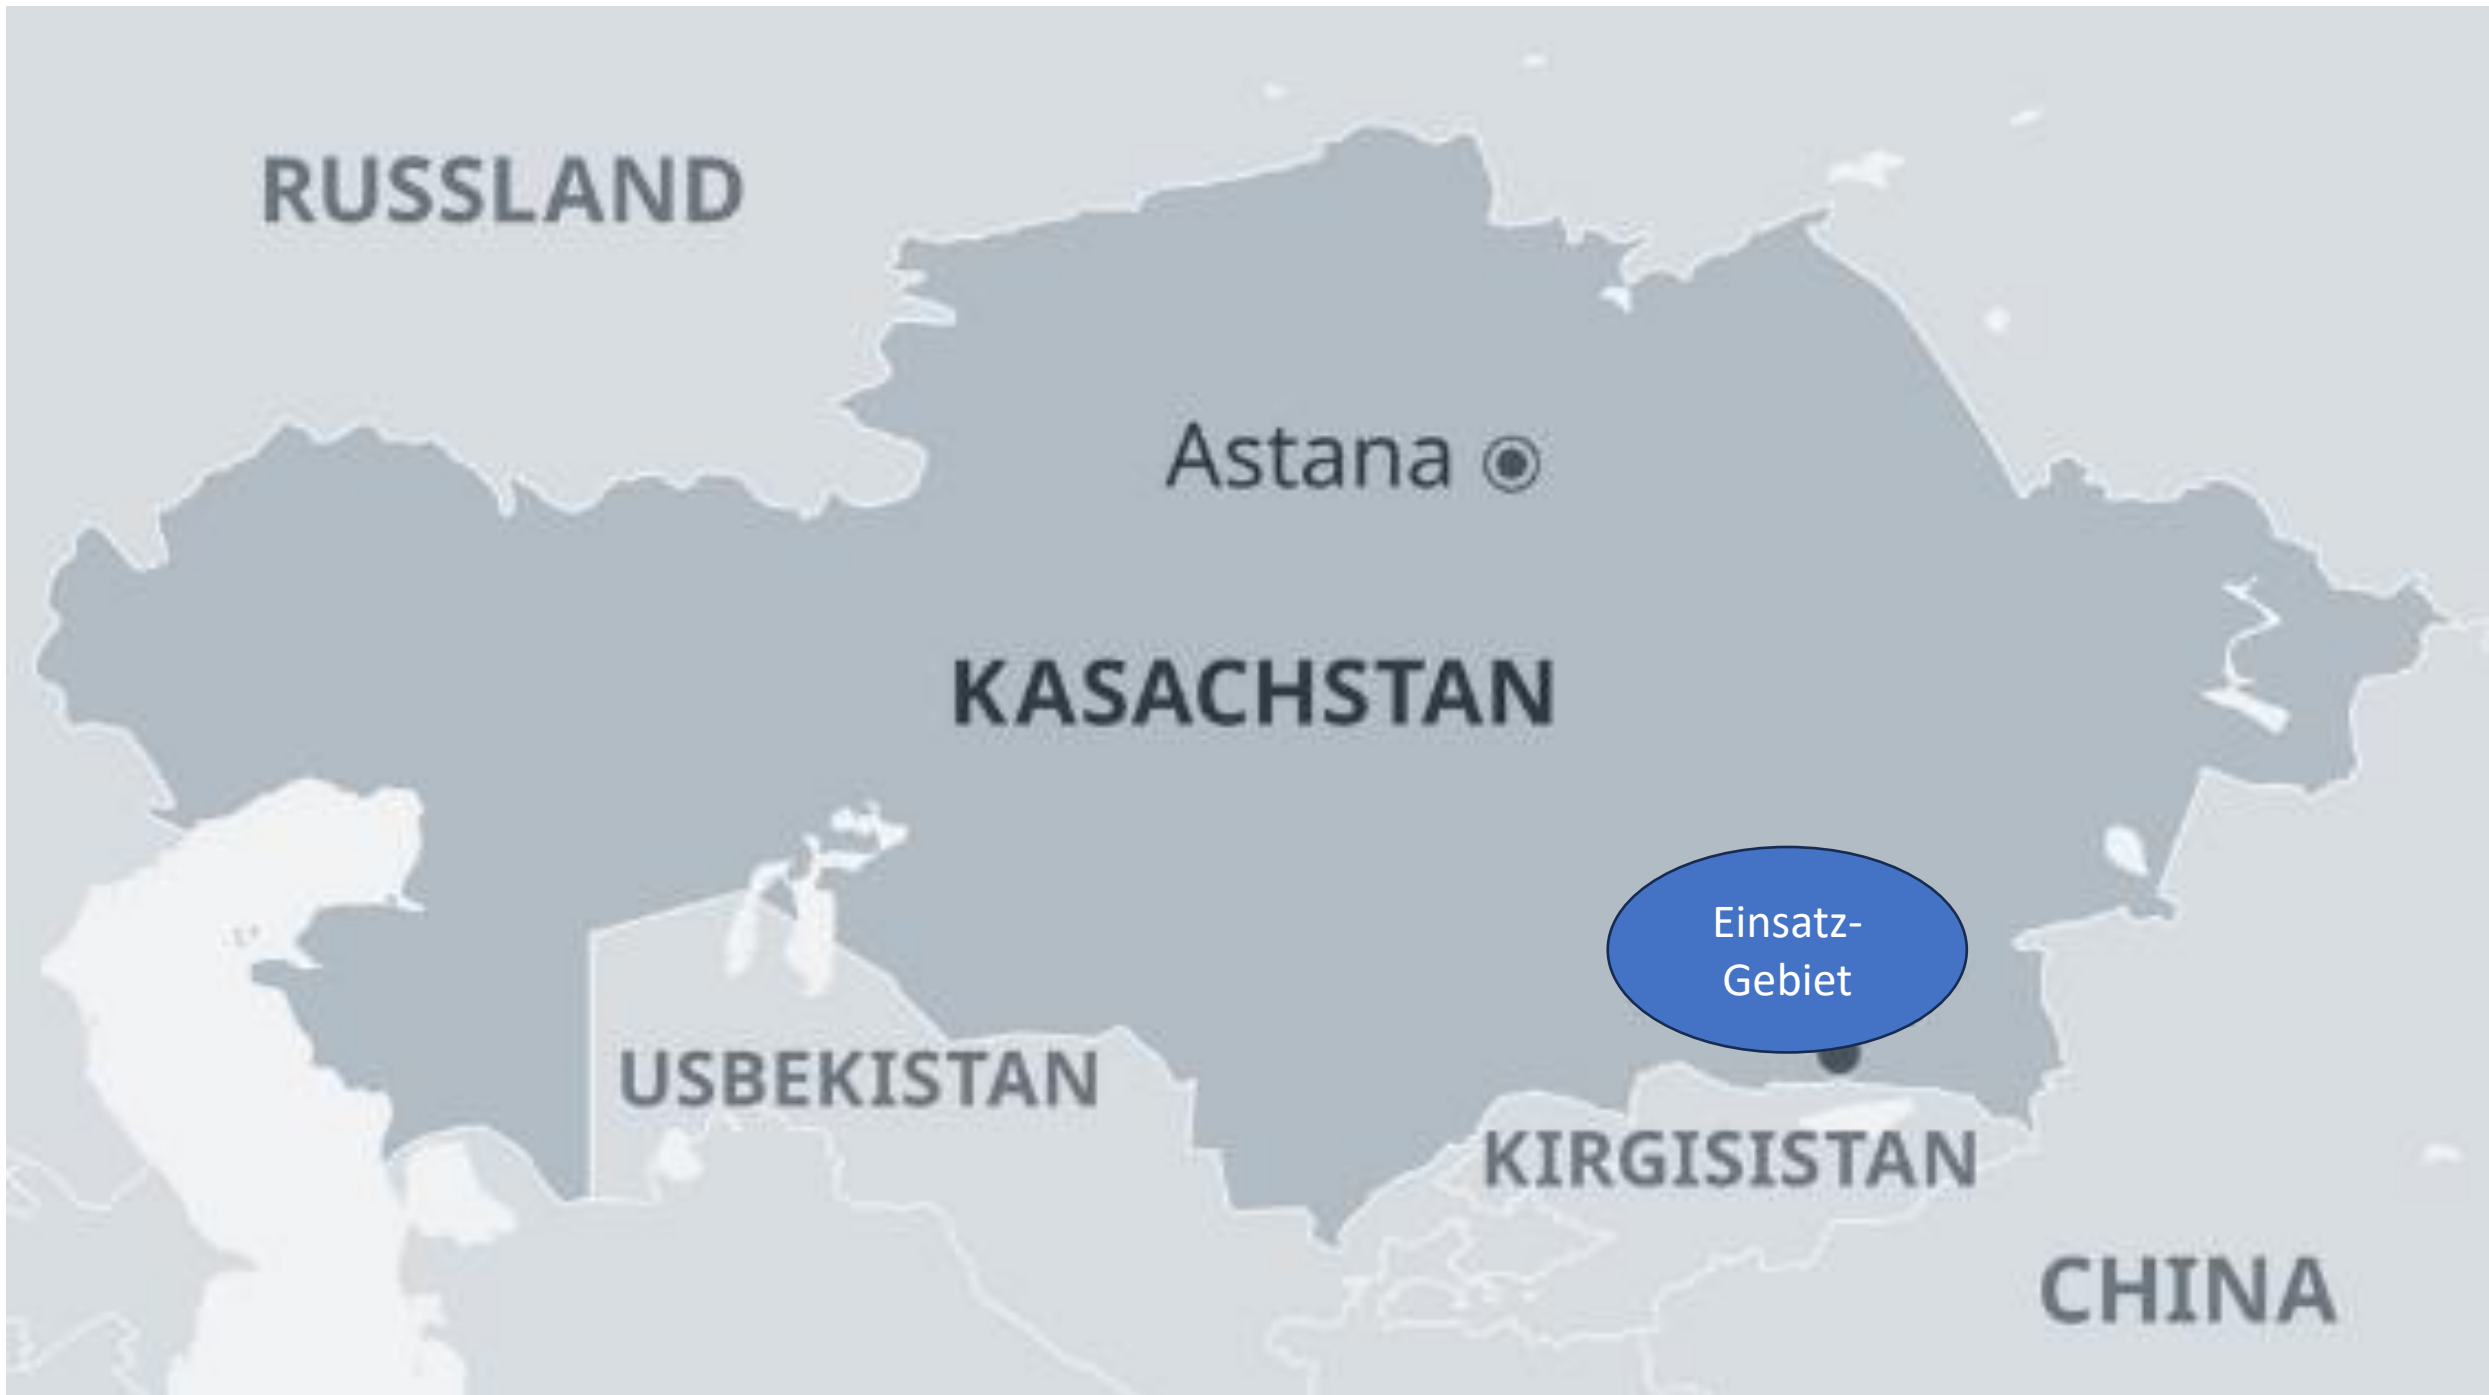 RUSSLAND
Astana
KASACHSTAN
Einsatz-
Gebiet
USBEKISTAN
KIRGISISTAN
CHINA